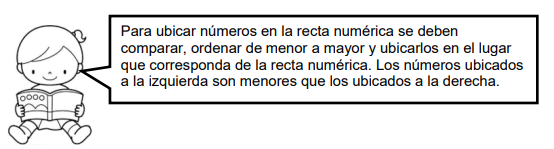 Para ubicar números en la recta numérica se deben
comparar, ordenar de menor a mayor y ubicarlos en el lugar
que corresponda de la recta numérica. Los números ubicados
a la izquierda son menores que los ubicados a la derecha.